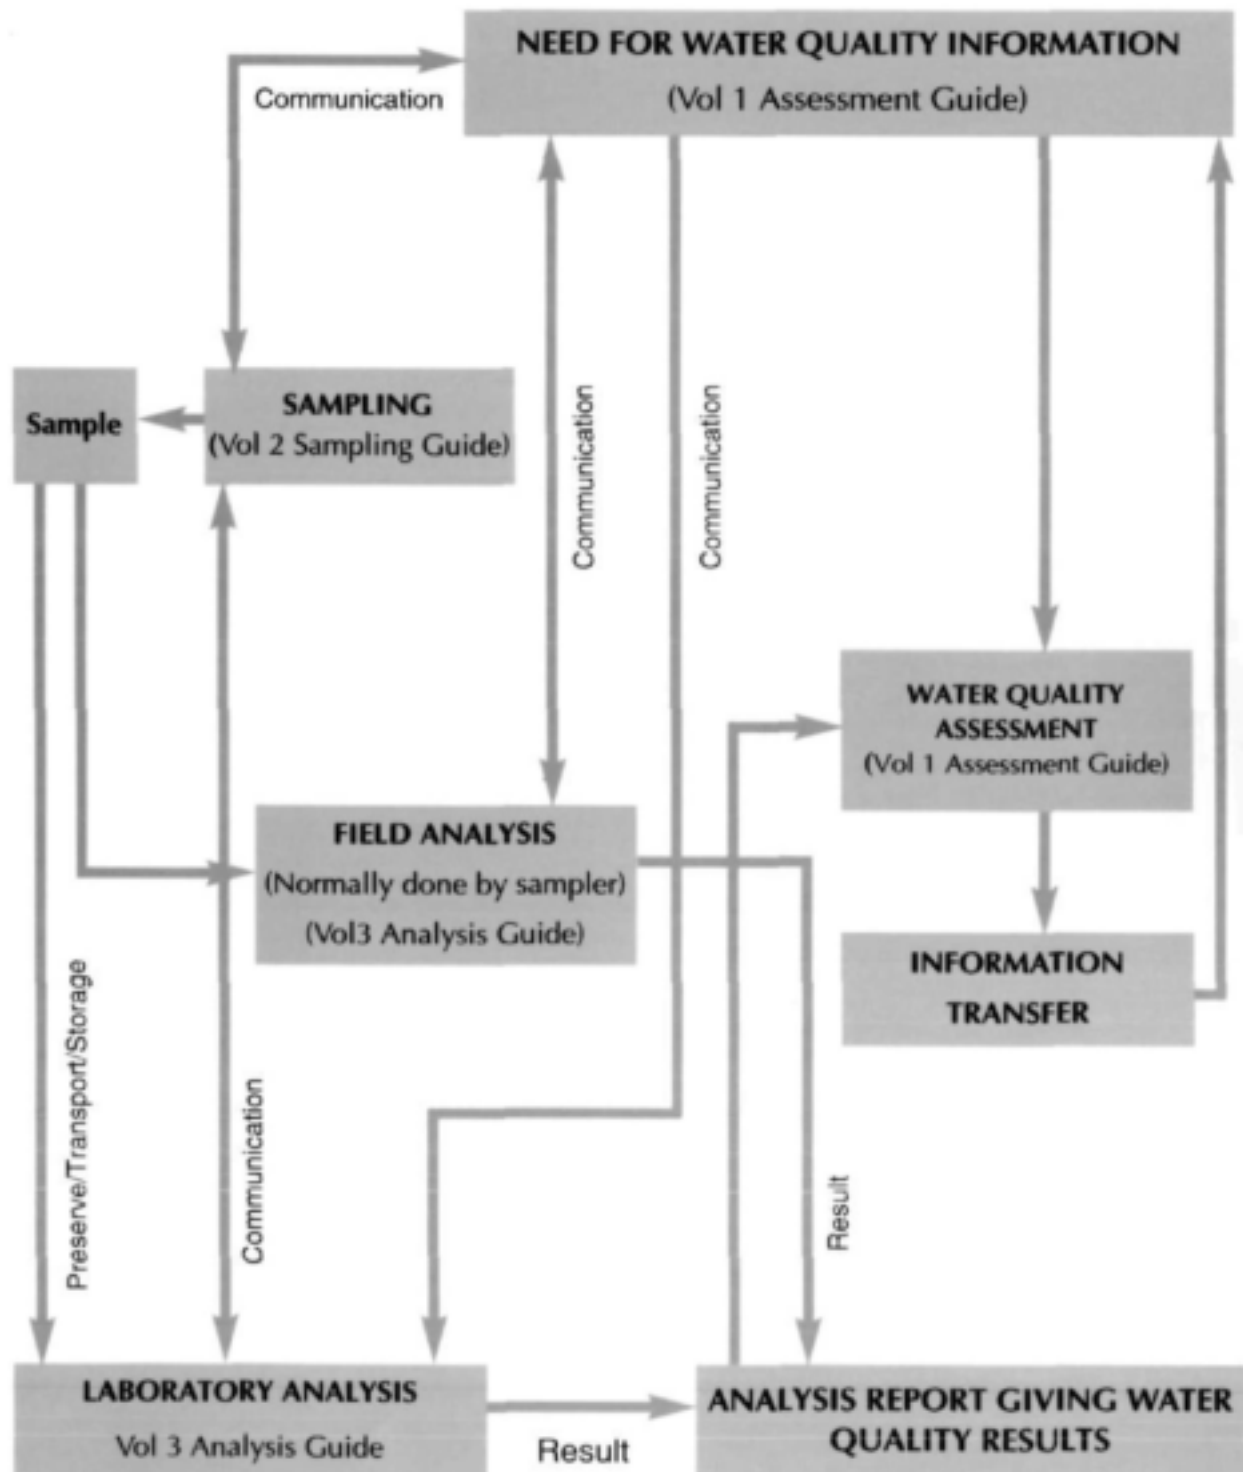 NEED FOR WATER QUALITY INFORMATION
(Vol 1 Assessment Guide)
Communication
Sample
SAMPLING
(Vol 2 Sampling Guide)
Communication
Communication
WATER QUALITY
ASSESSMENT
(Vol 1 Assessment Guide)
FIELD ANALYSIS
(Normally done by sampler)
(Vol3 Analysis Guide)
INFORMATION
TRANSFER
Preserve/Transport/Storage
Communication
Result
LABORATORY ANALYSIS
Vol 3 Analysis Guide
Result
ANALYSIS REPORT GIVING WATER
QUALITY RESULTS